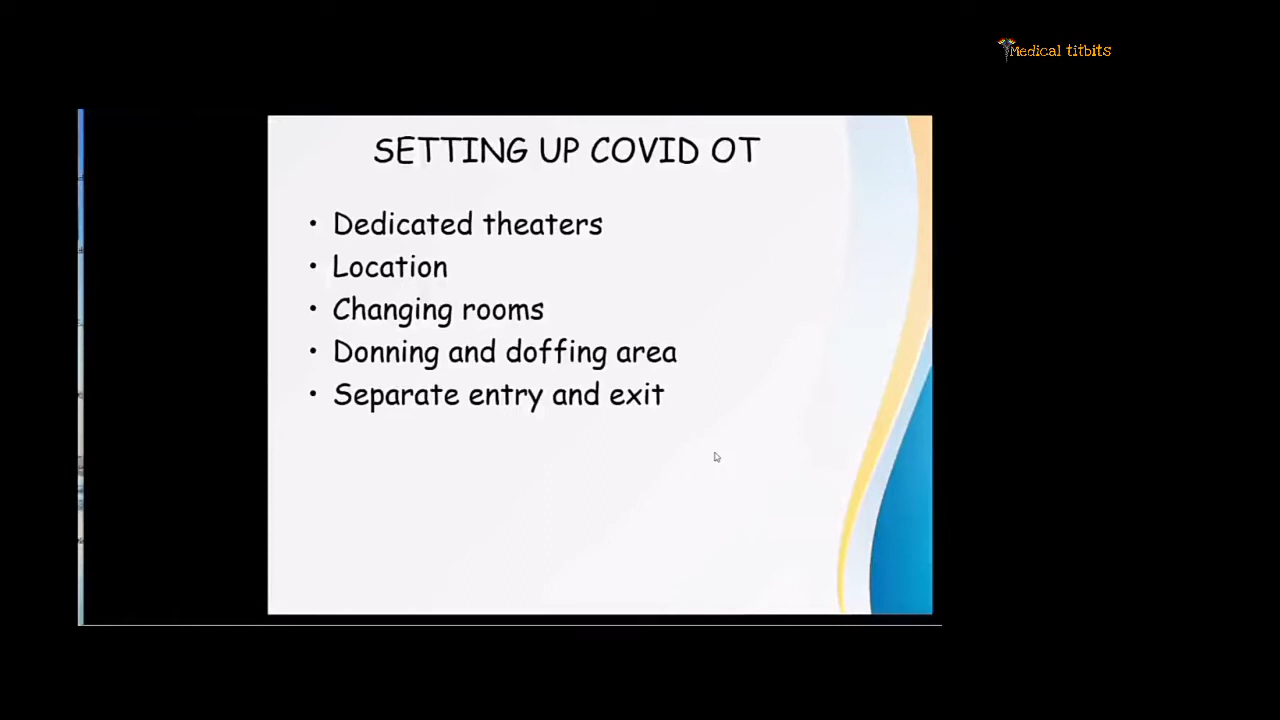 Medical titbits
SETTING UP COVID OT
• Dedicated theaters
• Location
• Changing rooms
• Donning and doffing area
• Separate entry and exit